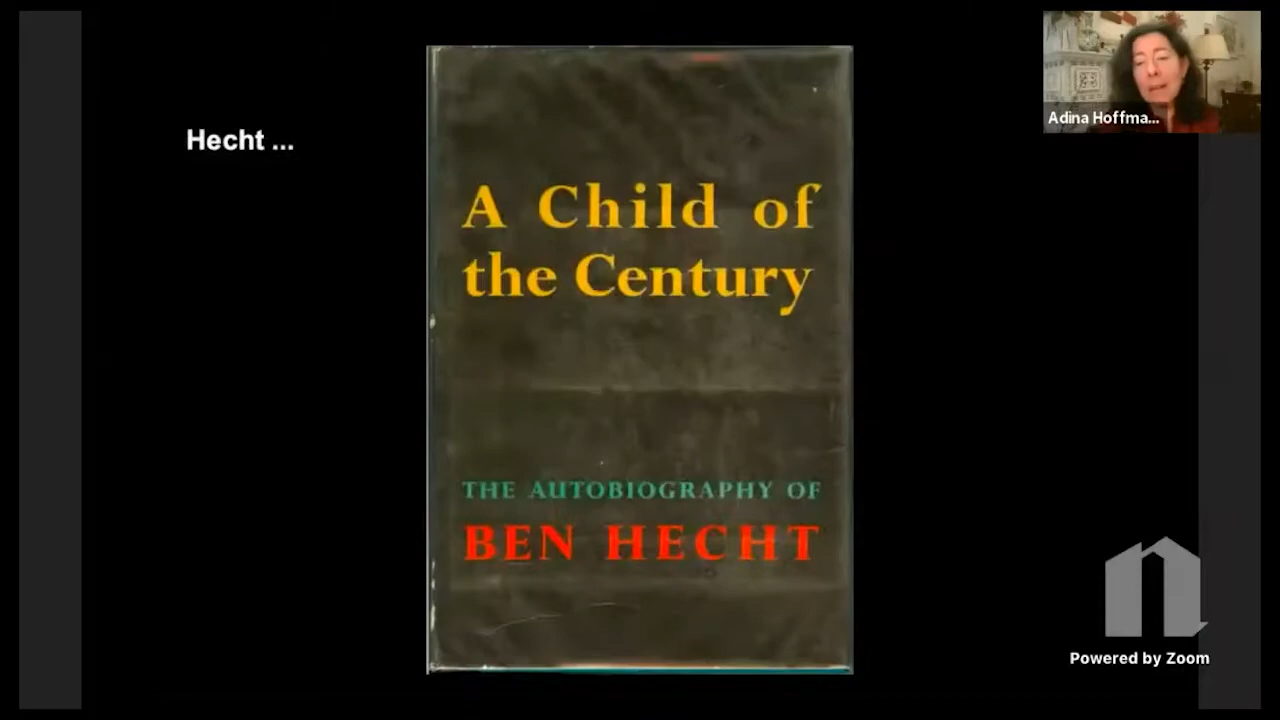 Hecht ...
A Child of
the Century
THE AUTOBIOGRAPHY OF
BEN HECHT
Adina Hoffma...
Powered by Zoom